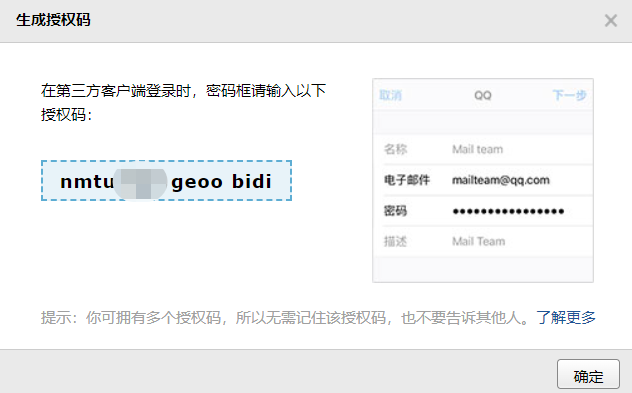 生成授权码
在第三方客户端登录时，密码框请输入以下
授权码：
nmtu geoo bidi
取消 QQ 下一步
名称 Mail team
电子邮件 mailteam@qq.com
密码 ••••••••••••••••
描述 Mail Team
提示：你可拥有多个授权码，所以无需记住该授权码，也不要告诉其他人。了解更多
确定